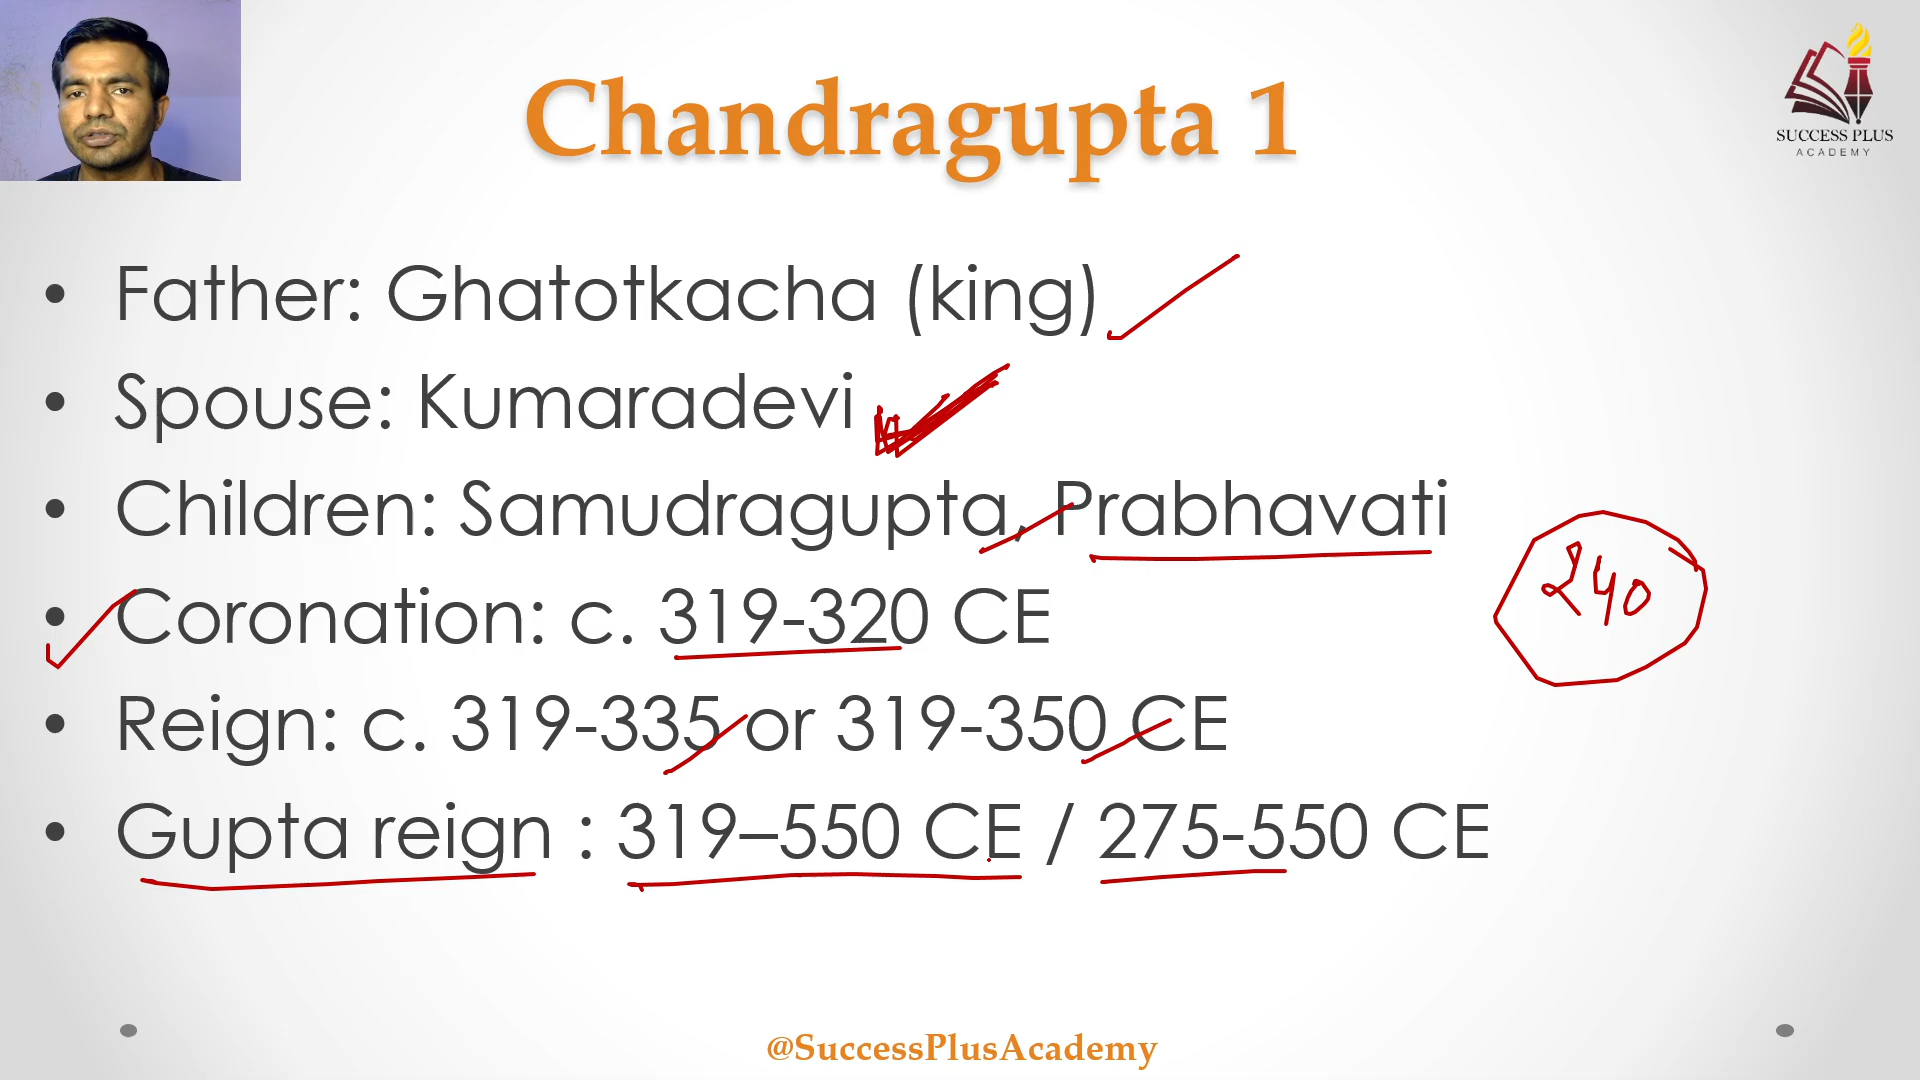 Chandragupta 1
SUCCESS PLUS
ACADEMY
• Father: Ghatotkacha (king)
• Spouse: Kumaradevi
• Children: Samudragupta, Prabhavati
240
• Coronation: c. 319-320 CE
• Reign: c. 319-335 or 319-350 CE
• Gupta reign : 319–550 CE / 275-550 CE
@SuccessPlusAcademy